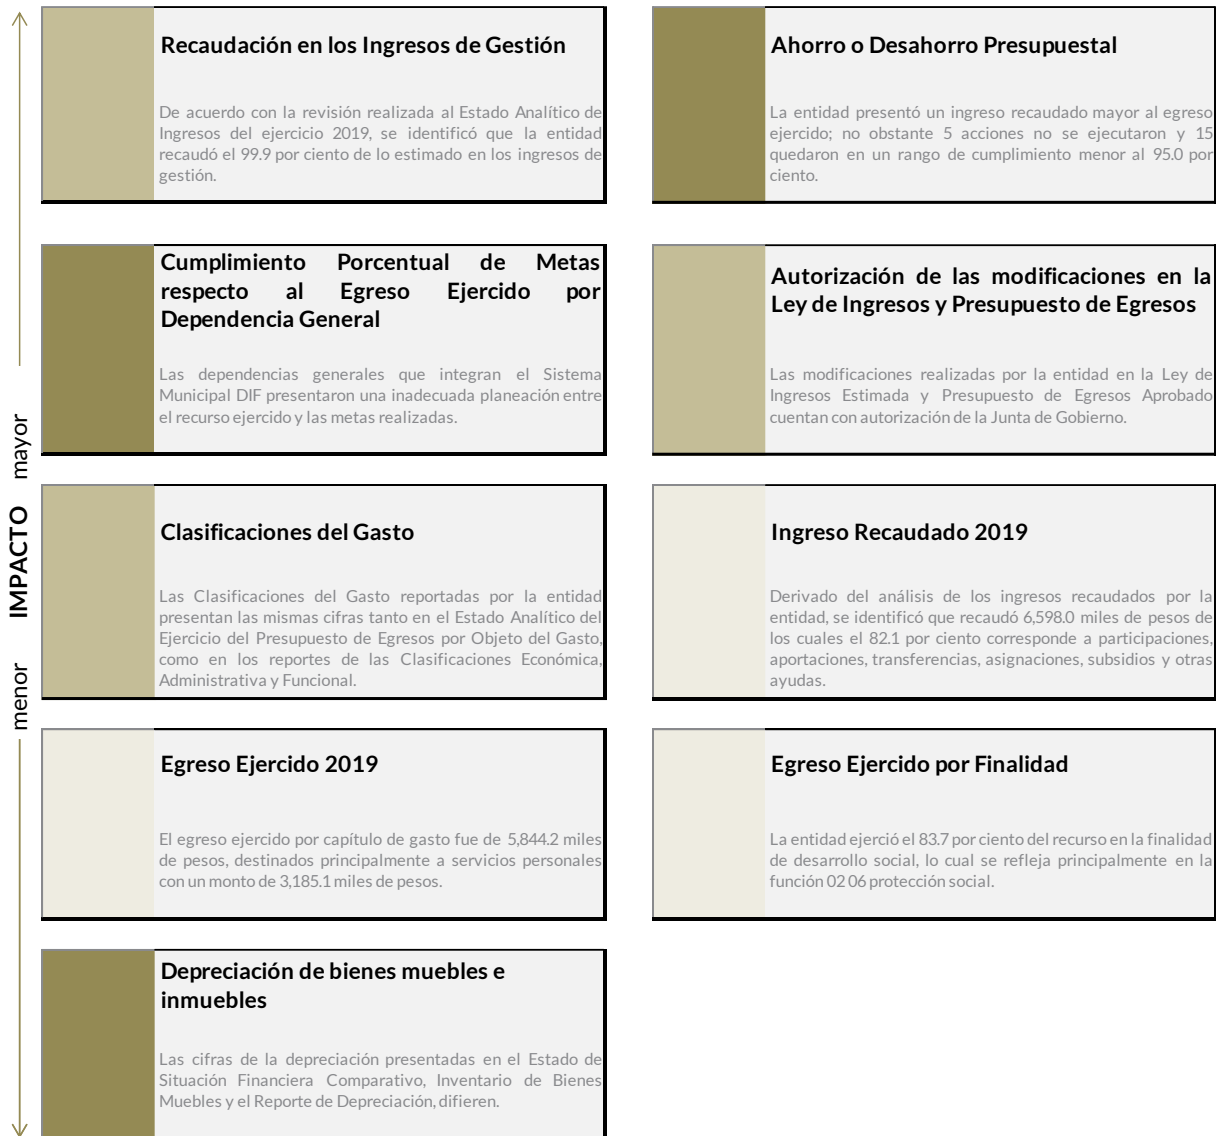 Recaudación en los Ingresos de Gestión
De acuerdo con la revisión realizada al Estado Analítico de
Ingresos del ejercicio 2019, se identificó que la entidad
recaudó el 99.9 por ciento de lo estimado en los ingresos de
gestión.
Ahorro o Desahorro Presupuestal
La entidad presentó un ingreso recaudado mayor al egreso
ejercido; no obstante 5 acciones no se ejecutaron y 15
quedaron en un rango de cumplimiento menor al 95.0 por
ciento.
Cumplimiento Porcentual de Metas
respecto al Egreso Ejercido por
Dependencia General
Las dependencias generales que integran el Sistema
Municipal DIF presentaron una inadecuada planeación entre
el recurso ejercido y las metas realizadas.
Autorización de las modificaciones en la
Ley de Ingresos y Presupuesto de Egresos
Las modificaciones realizadas por la entidad en la Ley de
Ingresos Estimada y Presupuesto de Egresos Aprobado
cuentan con autorización de la Junta de Gobierno.
menor IMPACTO mayor
Clasificaciones del Gasto
Las Clasificaciones del Gasto reportadas por la entidad
presentan las mismas cifras tanto en el Estado Analítico del
Ejercicio del Presupuesto de Egresos por Objeto del Gasto,
como en los reportes de las Clasificaciones Económica,
Administrativa y Funcional.
Ingreso Recaudado 2019
Derivado del análisis de los ingresos recaudados por la
entidad, se identificó que recaudó 6,598.0 miles de pesos de
los cuales el 82.1 por ciento corresponde a participaciones,
aportaciones, transferencias, asignaciones, subsidios y otras
ayudas.
Egreso Ejercido 2019
El egreso ejercido por capítulo de gasto fue de 5,844.2 miles
de pesos, destinados principalmente a servicios personales
con un monto de 3,185.1 miles de pesos.
Egreso Ejercido por Finalidad
La entidad ejerció el 83.7 por ciento del recurso en la finalidad
de desarrollo social, lo cual se refleja principalmente en la
función 02 06 protección social.
Depreciación de bienes muebles e
inmuebles
Las cifras de la depreciación presentadas en el Estado de
Situación Financiera Comparativo, Inventario de Bienes
Muebles y el Reporte de Depreciación, difieren.